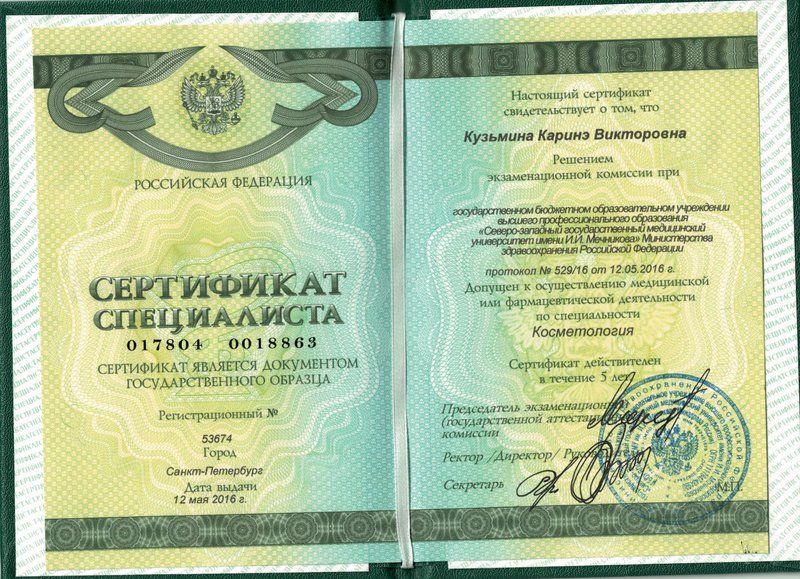 РОССИЙСКАЯ ФЕДЕРАЦИЯ
СЕРТИФИКАТ
СПЕЦИАЛИСТА
017804 0018863
СЕРТИФИКАТ ЯВЛЯЕТСЯ ДОКУМЕНТОМ
ГОСУДАРСТВЕННОГО ОБРАЗЦА
Регистрационный №
53674
Город
Санкт-Петербург
Дата выдачи
12 мая 2016 г.
Настоящий сертификат
свидетельствует о том, что
Кузьмина Каринэ Викторовна
Решением
экзаменационной комиссии при
государственном бюджетном образовательном учреждении
высшего профессионального образования
«Северо-западный государственный медицинский
университет имени И.И. Мечникова» Министерства
здравоохранения Российской Федерации
протокол № 529/16 от 12.05.2016 г.
Допущен к осуществлению медицинской
или фармацевтической деятельности
по специальности
Косметология
Сертификат действителен
в течение 5 лет
Председатель экзаменационной
(государственной
комиссии
Ректор /Директор/
Секретарь
М.П.